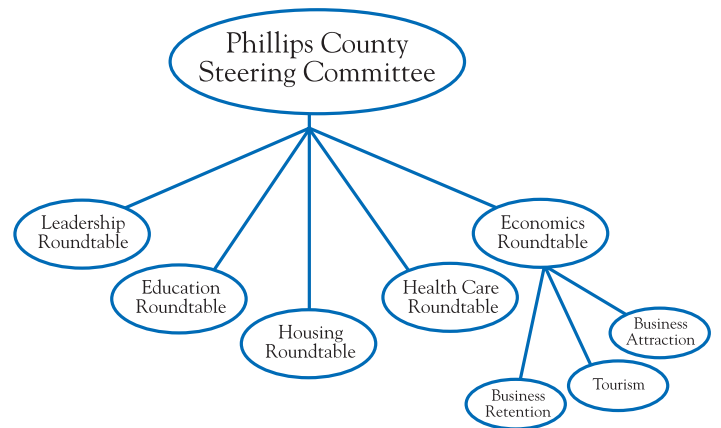 Phillips County
Steering Committee
Leadership
Roundtable
Education
Roundtable
Housing
Roundtable
Health Care
Roundtable
Economics
Roundtable
Business
Retention
Tourism
Business
Attraction